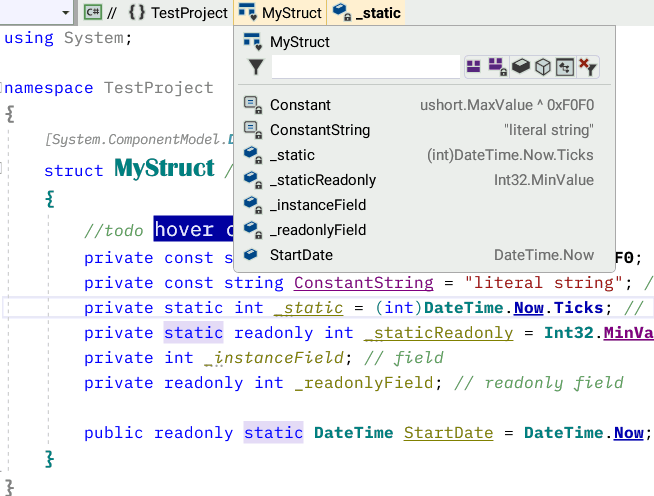 C# // {} TestProject MyStruct _static
using System;
MyStruct
namespace TestProject
{
Constant ushort.MaxValue ^ 0xF0F0
ConstantString "literal string"
_static (int)DateTime.Now.Ticks
_staticReadonly Int32.MinValue
_instanceField
_readonlyField
StartDate DateTime.Now
[System.ComponentModel.
struct MyStruct /
{
//todo hover
private const s F0;
private const string ConstantString = "literal string"; /
private static int _static = (int)DateTime.Now.Ticks; //
private static readonly int _staticReadonly = Int32.MinVa
private int _instanceField; // field
private readonly int _readonlyField; // readonly field
public readonly static DateTime StartDate = DateTime.Now;
}
}